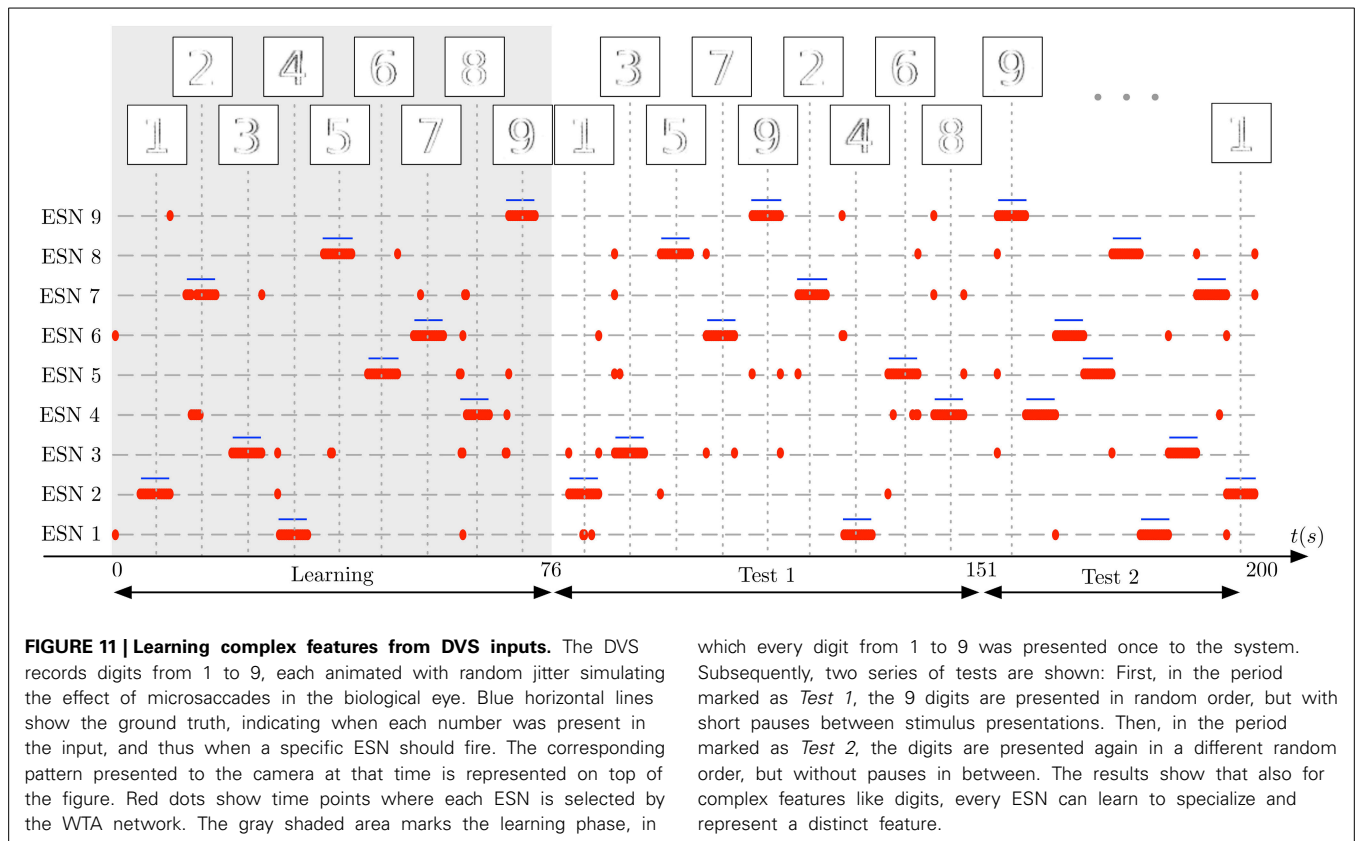 2 4 6 8 3 7 2 6 9
1 3 5 7 9 1 5 9 4 8 1
ESN 9
ESN 8
ESN 7
ESN 6
ESN 5
ESN 4
ESN 3
ESN 2
ESN 1
t(s)
0 Learning 76 Test 1 151 Test 2 200
FIGURE 11 | Learning complex features from DVS inputs. The DVS
records digits from 1 to 9, each animated with random jitter simulating
the effect of microsaccades in the biological eye. Blue horizontal lines
show the ground truth, indicating when each number was present in
the input, and thus when a specific ESN should fire. The corresponding
pattern presented to the camera at that time is represented on top of
the figure. Red dots show time points where each ESN is selected by
the WTA network. The gray shaded area marks the learning phase, in
which every digit from 1 to 9 was presented once to the system.
Subsequently, two series of tests are shown: First, in the period
marked as Test 1, the 9 digits are presented in random order, but with
short pauses between stimulus presentations. Then, in the period
marked as Test 2, the digits are presented again in a different random
order, but without pauses in between. The results show that also for
complex features like digits, every ESN can learn to specialize and
represent a distinct feature.